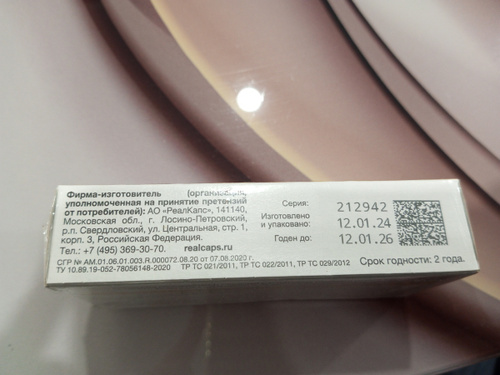 Фирма-изготовитель (организация,
уполномоченная на принятие претензий
от потребителей): АО «РеалКапс», 141140,
Московская обл., г. Лосино-Петровский,
р.п. Свердловский, ул. Центральная, стр. 1,
корп. 3, Российская Федерация.
Тел.: +7 (495) 369-30-70. realcaps.ru
СГР № AM.01.06.01.003.R.000072.08.20 от 07.08.2020 г.
ТУ 10.89.19-052-78056148-2020 ТР ТС 021/2011, ТР ТС 022/2011, ТР ТС 029/2012
Серия: 212942
Изготовлено
и упаковано: 12.01.24
Годен до: 12.01.26
Срок годности: 2 года.